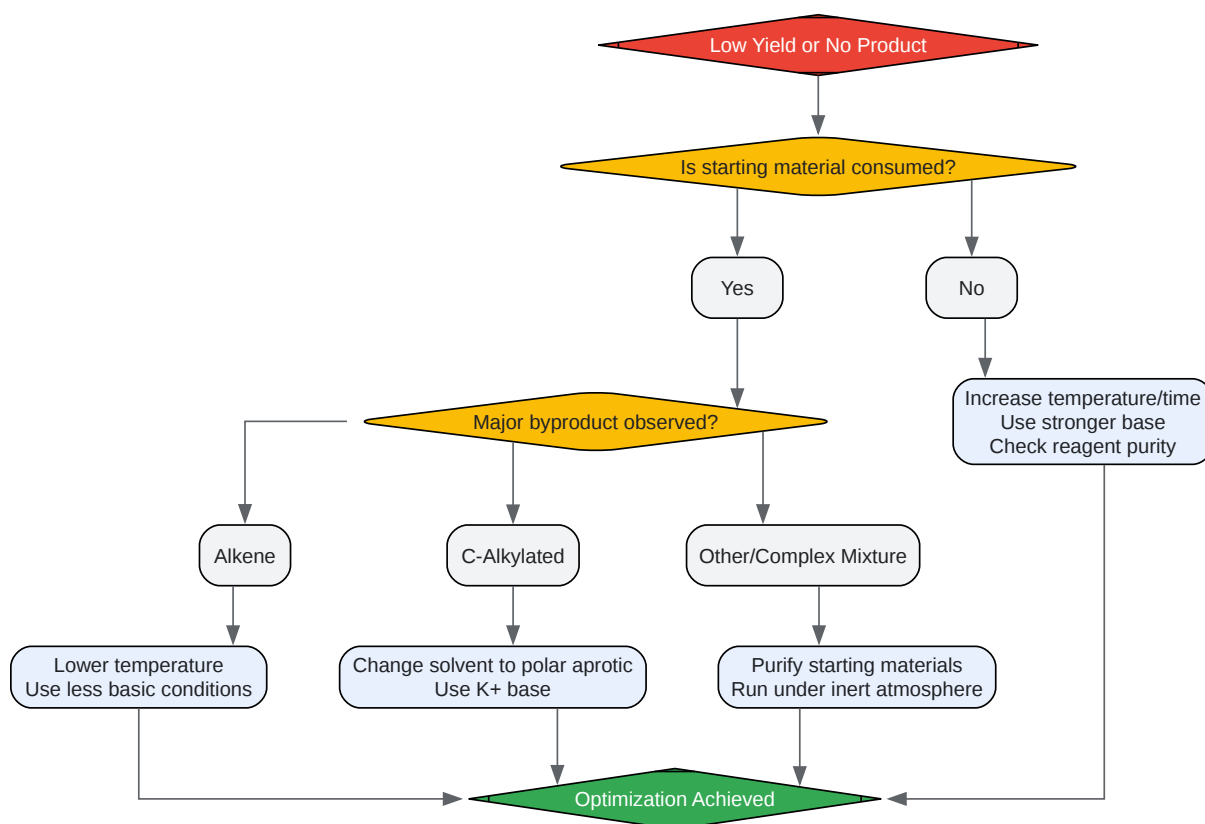 Low Yield or No Product
Is starting material consumed?
Yes
No
Increase temperature/time
Use stronger base
Check reagent purity
Major byproduct observed?
Alkene
C-Alkylated
Other/Complex Mixture
Lower temperature
Use less basic conditions
Change solvent to polar aprotic
Use K+ base
Purify starting materials
Run under inert atmosphere
Optimization Achieved